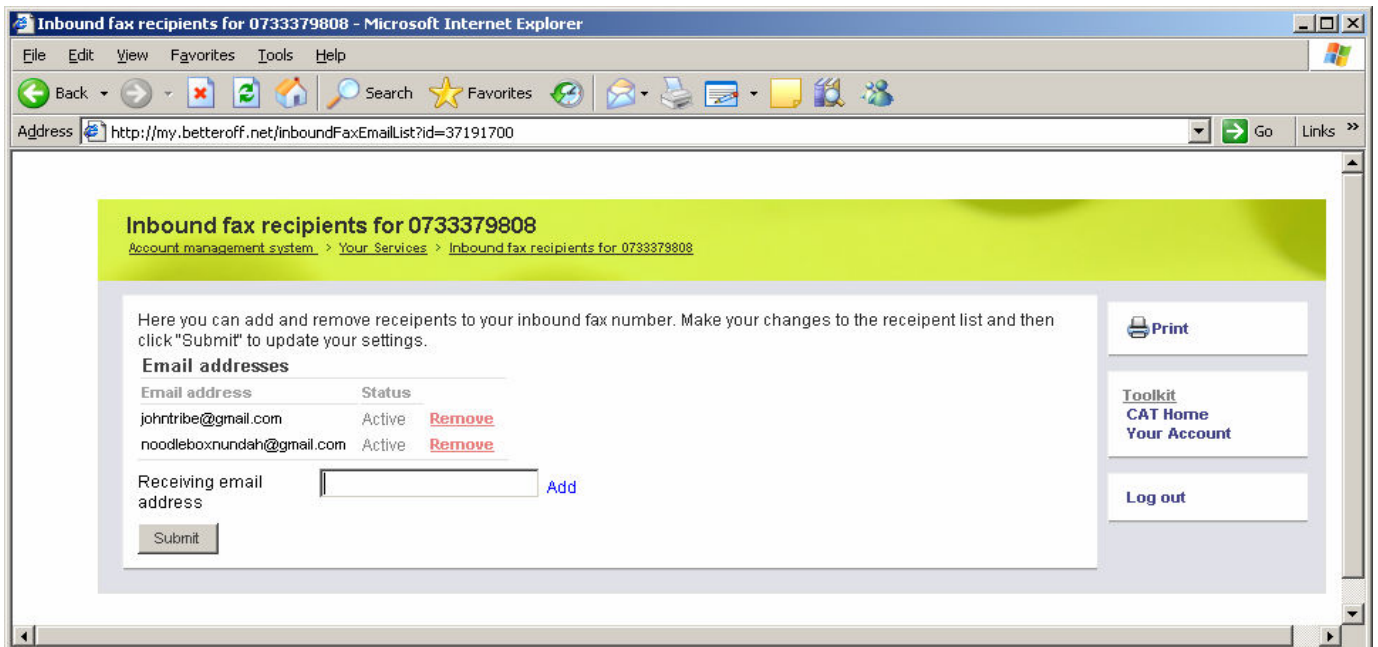 Inbound fax recipients for 0733379808 - Microsoft Internet Explorer
File Edit View Favorites Tools Help
Back Search Favorites
Address http://my.betteroff.net/inboundFaxEmailList?id=37191700 Go Links »
Inbound fax recipients for 0733379808
Account management system > Your Services > Inbound fax recipients for 0733379808
Here you can add and remove receipents to your inbound fax number. Make your changes to the receipent list and then
click "Submit" to update your settings.
Email addresses
Email address Status
johntribe@gmail.com Active Remove
noodleboxnundah@gmail.com Active Remove
Receiving email
address
Add
Submit
Print
Toolkit
CAT Home
Your Account
Log out